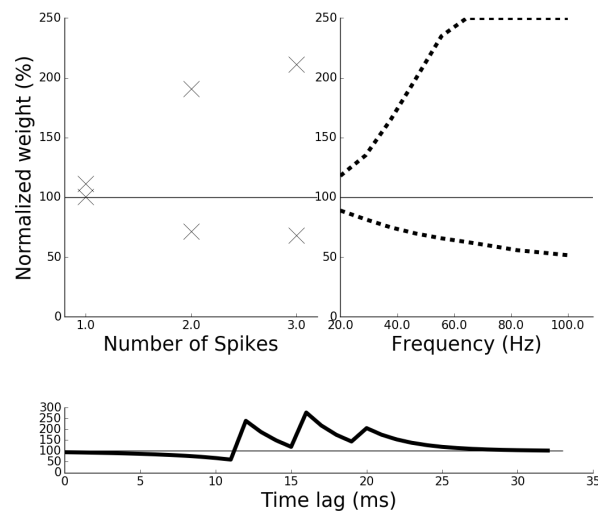 Normalized weight (%)
250
200
150
100
50
0
1.0 2.0 3.0
Number of Spikes
250
200
150
100
50
0
20.0 40.0 60.0 80.0 100.0
Frequency (Hz)
300
250
200
150
100
50
0
0 5 10 15 20 25 30 35
Time lag (ms)